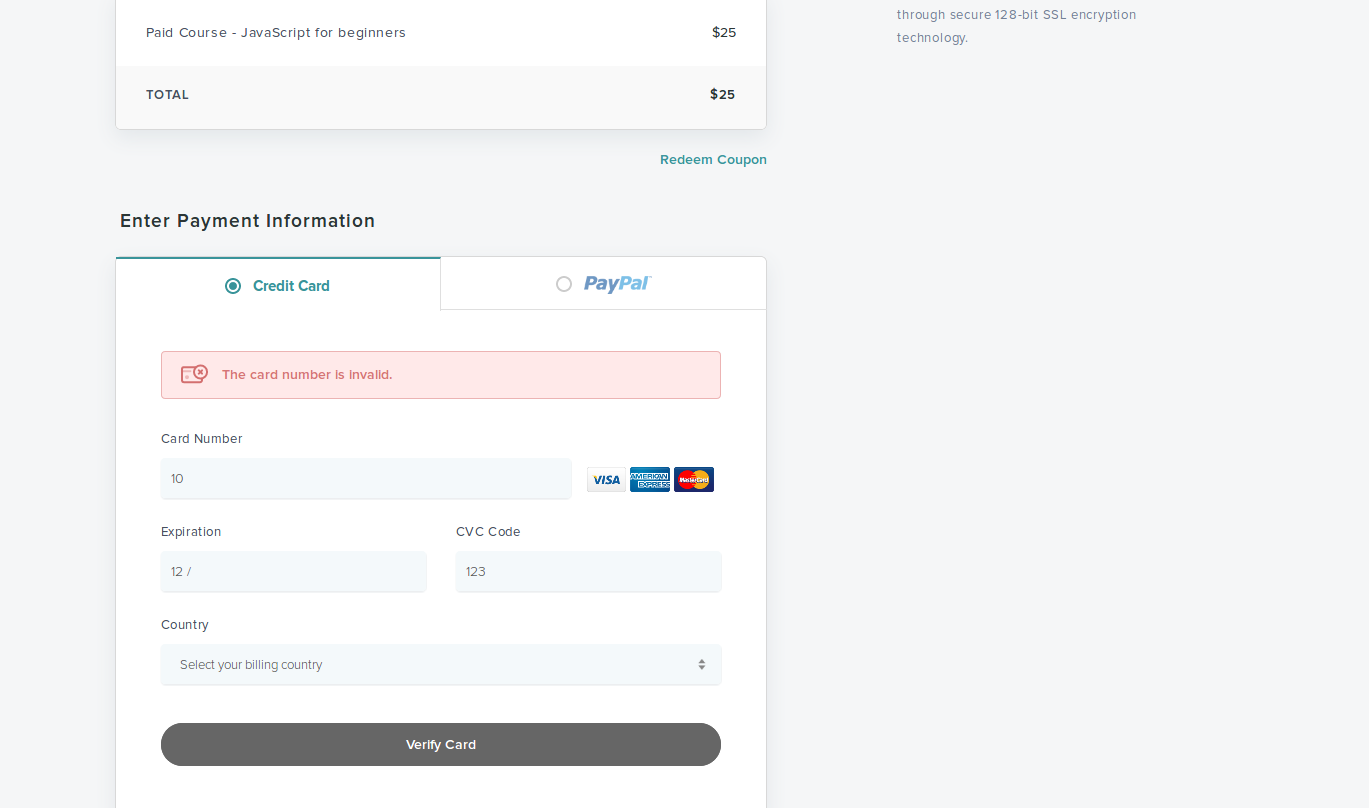 through secure 128-bit SSL encryption
technology.
Paid Course - JavaScript for beginners $25
TOTAL $25
Redeem Coupon
Enter Payment Information
Credit Card PayPal™
The card number is invalid.
Card Number
10 VISA AMERICAN EXPRESS MasterCard
Expiration CVC Code
12 / 123
Country
Select your billing country
Verify Card